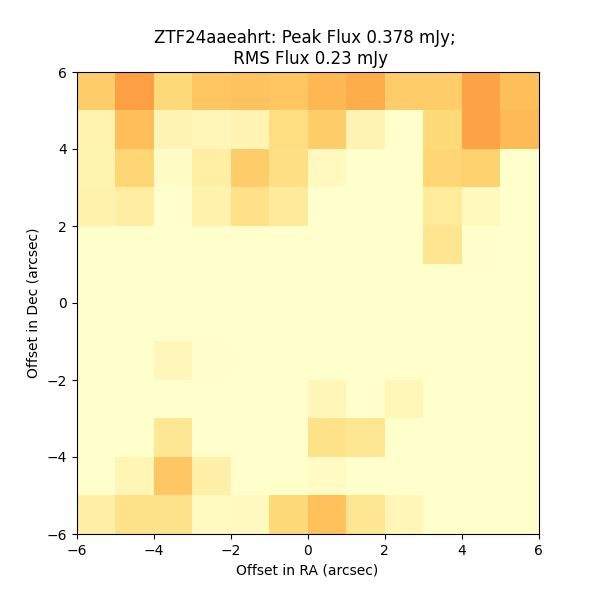 ZTF24aaeahrt: Peak Flux 0.378 mJy;
RMS Flux 0.23 mJy
6
4
2
0
−2
−4
−6
Offset in Dec (arcsec)
−6 −4 −2 0 2 4 6
Offset in RA (arcsec)